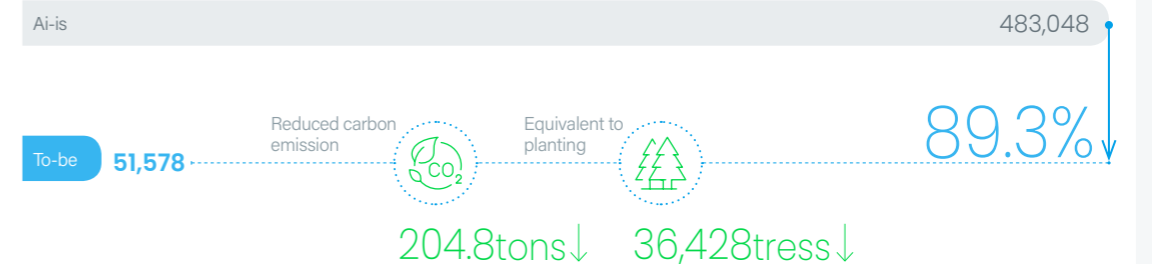 Ai-is
483,048
Reduced carbon
emission
Equivalent to
planting
89.3%
To-be
51,578
CO2
204.8tons↓
36,428tress↓